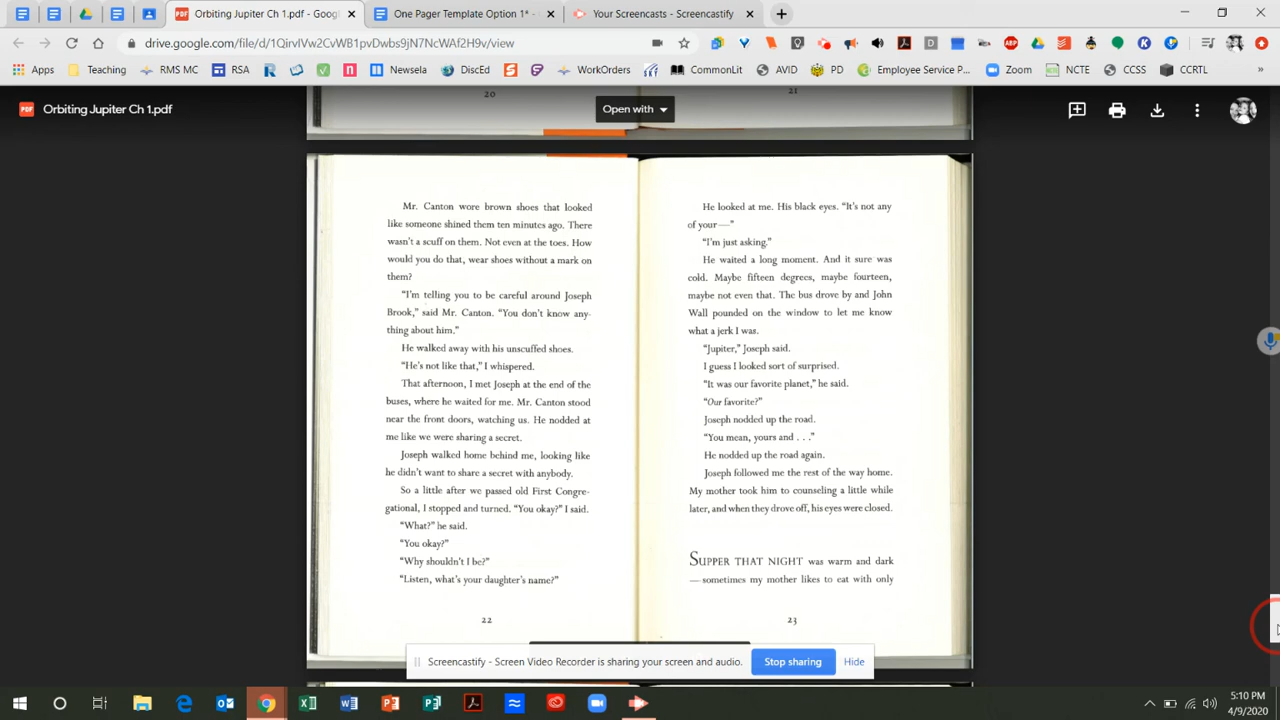 Orbiting Jupiter Ch 1.pdf - Goog
One Pager Template Option 1* -
Your Screencasts - Screencastify
drive.google.com/file/d/1QirvlVw2CvWB1pvDwbs9jN7NcWAf2H9v/view
Apps
Teaching
RMS MC
RSA
Newsela
DiscEd
WorkOrders
CommonLit
AVID
PD
Employee Service P...
Zoom
NCTE
CCSS
CCRTL
»
PDF
Orbiting Jupiter Ch 1.pdf
Open with
20
21
Mr. Canton wore brown shoes that looked
like someone shined them ten minutes ago. There
wasn't a scuff on them. Not even at the toes. How
would you do that, wear shoes without a mark on
them?
"I'm telling you to be careful around Joseph
Brook," said Mr. Canton. "You don't know any-
thing about him."
He walked away with his unscuffed shoes.
"He's not like that," I whispered.
That afternoon, I met Joseph at the end of the
buses, where he waited for me. Mr. Canton stood
near the front doors, watching us. He nodded at
me like we were sharing a secret.
Joseph walked home behind me, looking like
he didn't want to share a secret with anybody.
So a little after we passed old First Congre-
gational, I stopped and turned. "You okay?" I said.
"What?" he said.
"You okay?"
"Why shouldn't I be?"
"Listen, what's your daughter's name?"
22
He looked at me. His black eyes. "It's not any
of your—"
"I'm just asking."
He waited a long moment. And it sure was
cold. Maybe fifteen degrees, maybe fourteen,
maybe not even that. The bus drove by and John
Wall pounded on the window to let me know
what a jerk I was.
"Jupiter," Joseph said.
I guess I looked sort of surprised.
"It was our favorite planet," he said.
"Our favorite?"
Joseph nodded up the road.
"You mean, yours and . . ."
He nodded up the road again.
Joseph followed me the rest of the way home.
My mother took him to counseling a little while
later, and when they drove off, his eyes were closed.
SUPPER THAT NIGHT was warm and dark
—sometimes my mother likes to eat with only
23
Screencastify - Screen Video Recorder is sharing your screen and audio.
Stop sharing
Hide
5:10 PM
4/9/2020